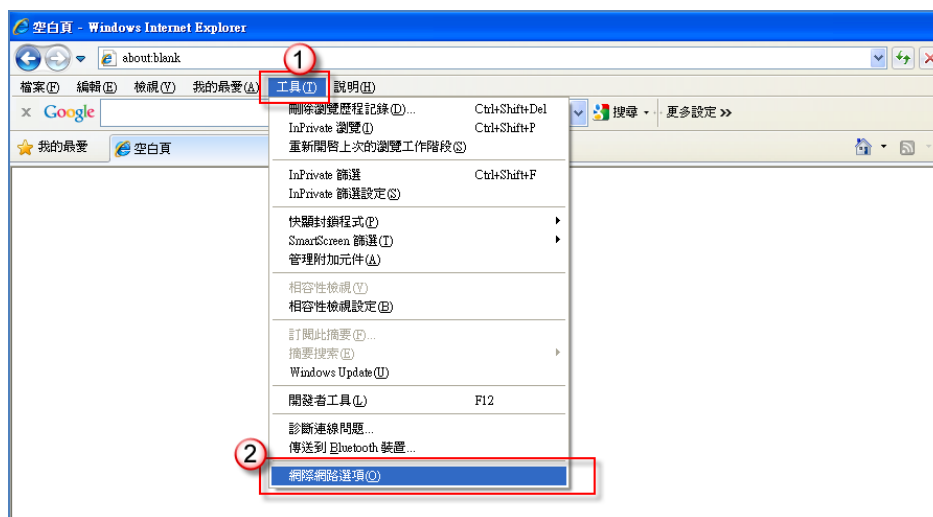 空白頁 - Windows Internet Explorer
about:blank
1
檔案(F) 編輯(E) 檢視(V) 我的最愛(A) 工具(T) 說明(H)
x Google 搜尋 更多設定 »
我的最愛 空白頁
刪除瀏覽歷程記錄(D)... Ctrl+Shift+Del
InPrivate 瀏覽(I) Ctrl+Shift+P
重新開啓上次的瀏覽工作階段(S)
InPrivate 篩選 Ctrl+Shift+F
InPrivate 篩選設定(S)
快顯封鎖程式(P)
SmartScreen 篩選(T)
管理附加元件(A)
相容性檢視(V)
相容性檢視設定(B)
訂閱此摘要(F)...
摘要搜索(E)
Windows Update(U)
開發者工具(L) F12
診斷連線問題...
傳送到 Bluetooth 裝置...
2
網際網路選項(O)